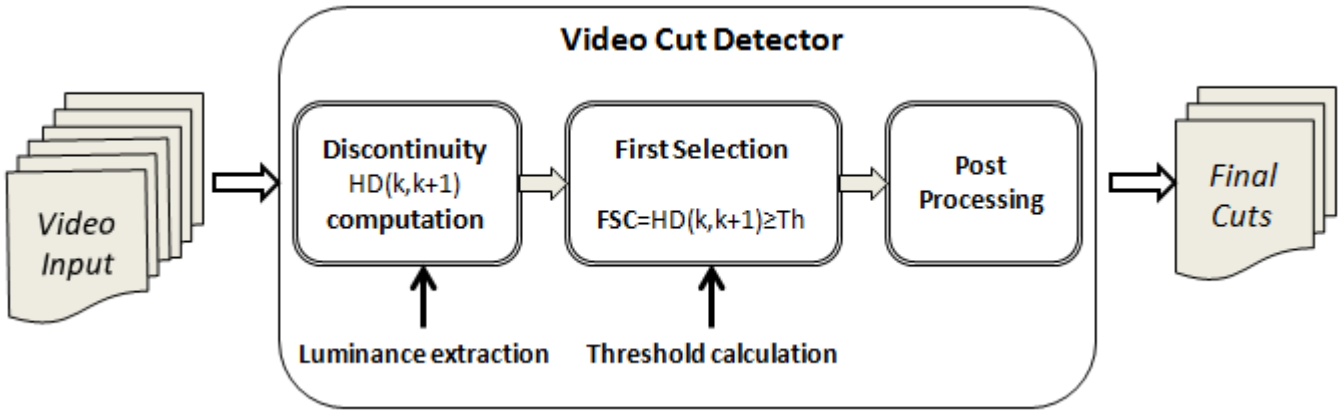 Video Cut Detector
Video
Input
Discontinuity
HD(k,k+1)
computation
First Selection
FSC=HD(k,k+1)≥Th
Post
Processing
Final
Cuts
Luminance extraction
Threshold calculation